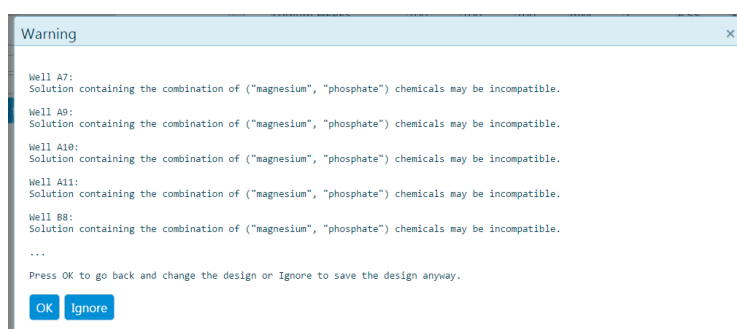 Warning
×
Well A7:
Solution containing the combination of ("magnesium", "phosphate") chemicals may be incompatible.
Well A9:
Solution containing the combination of ("magnesium", "phosphate") chemicals may be incompatible.
Well A10:
Solution containing the combination of ("magnesium", "phosphate") chemicals may be incompatible.
Well A11:
Solution containing the combination of ("magnesium", "phosphate") chemicals may be incompatible.
Well B8:
Solution containing the combination of ("magnesium", "phosphate") chemicals may be incompatible.
...
Press OK to go back and change the design or Ignore to save the design anyway.
OK Ignore